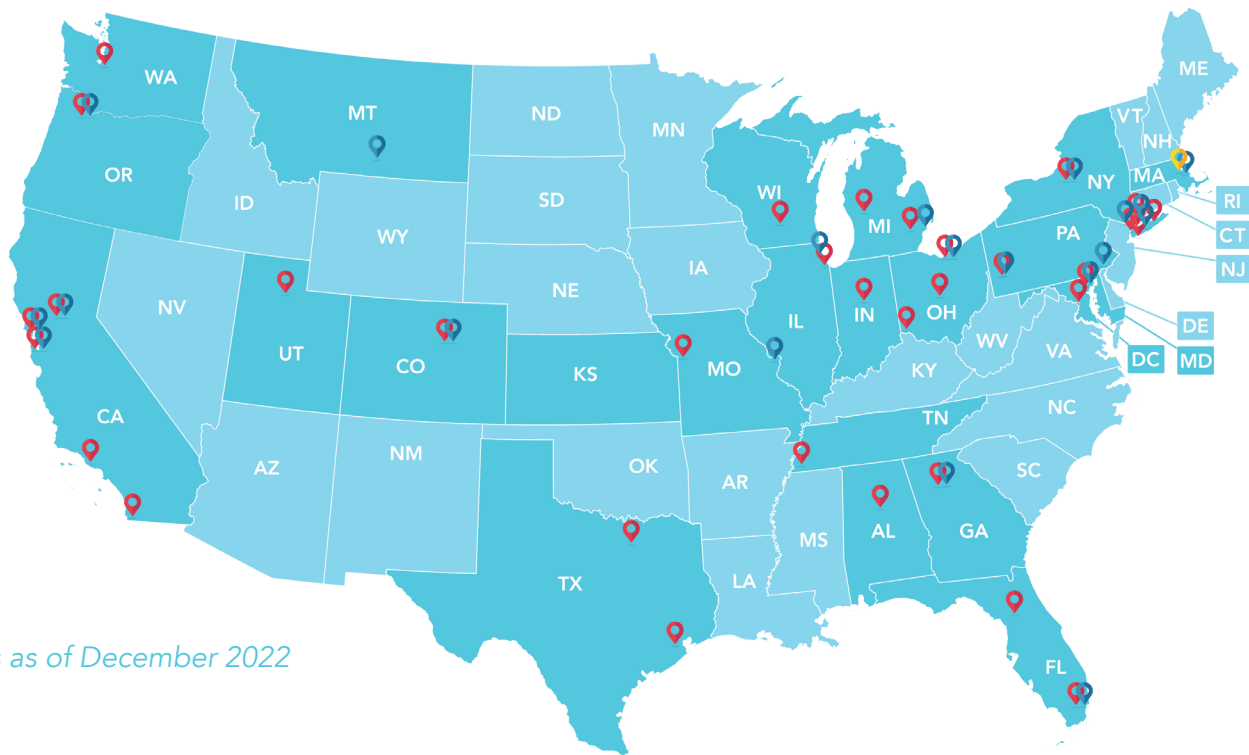 WA
MT
ND
MN
ME
VT
NH
OR
ID
SD
WI
MI
NY
MA
RI
WY
PA
CT
IA
NJ
NE
NV
IL
IN
OH
DE
UT
CO
KS
MO
WV
VA
DC
MD
KY
CA
NC
TN
AZ
NM
OK
AR
SC
MS
AL
GA
TX
LA
as of December 2022
FL